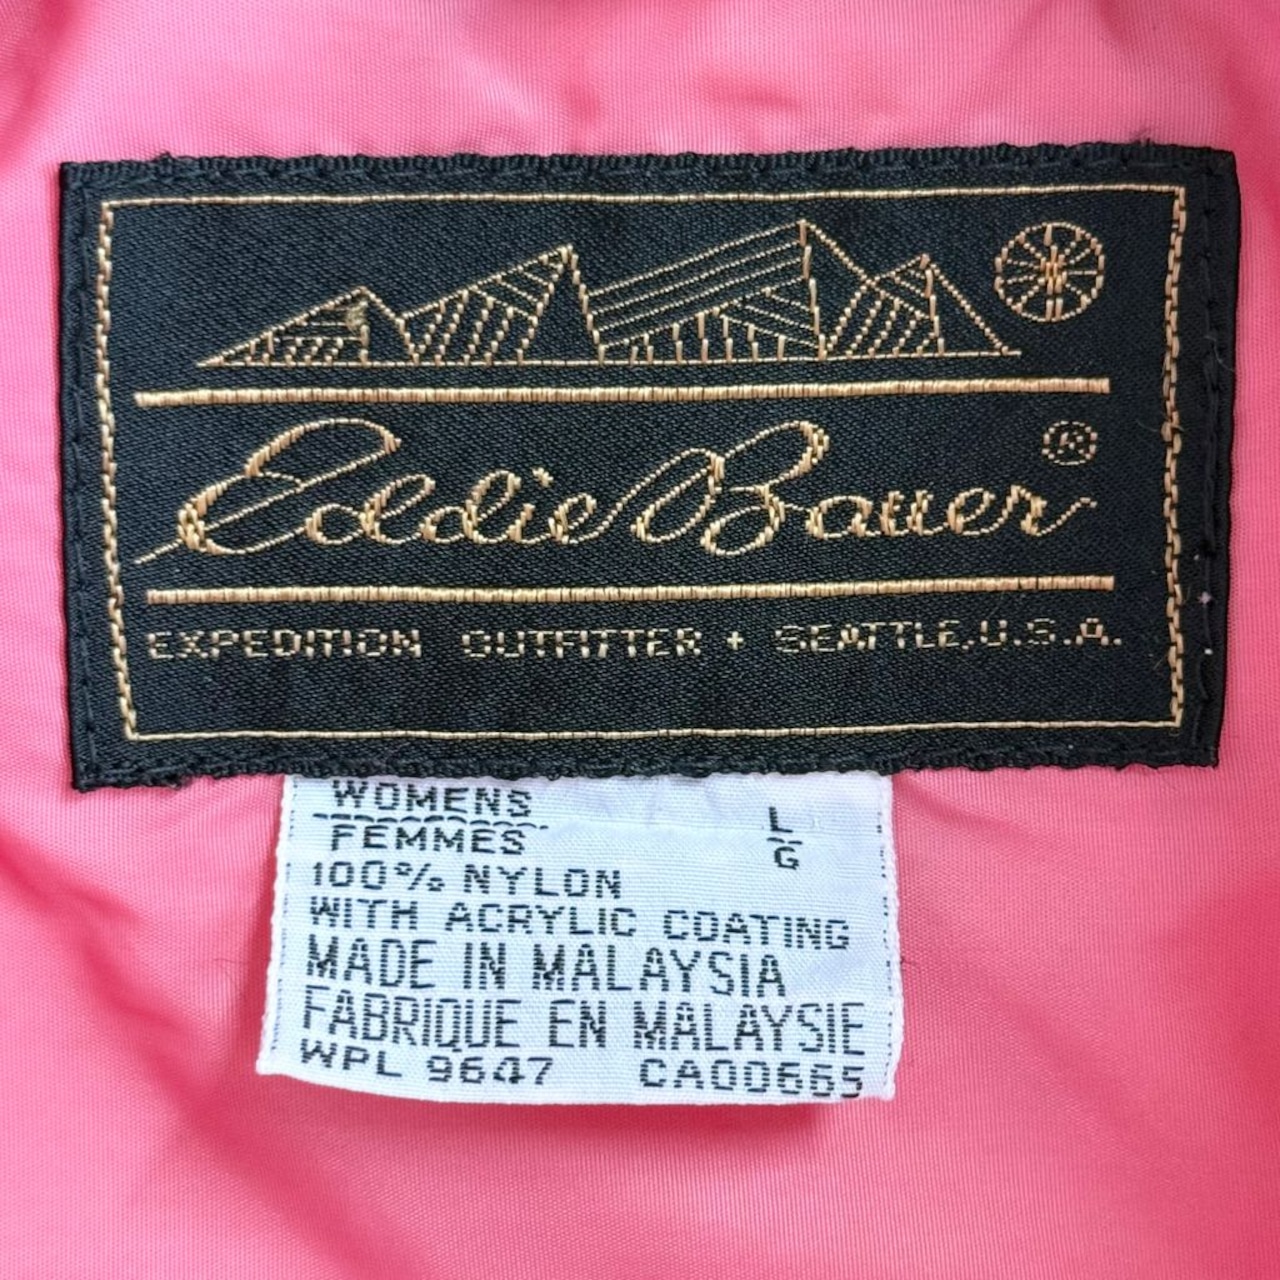 Eddie Bauer ®
EXPEDITION OUTFITTER + SEATTLE, U.S.A.
WOMENS L
FEMMES G
100% NYLON
WITH ACRYLIC COATING
MADE IN MALAYSIA
FABRIQUE EN MALAYSIE
WPL 9647 CA00665